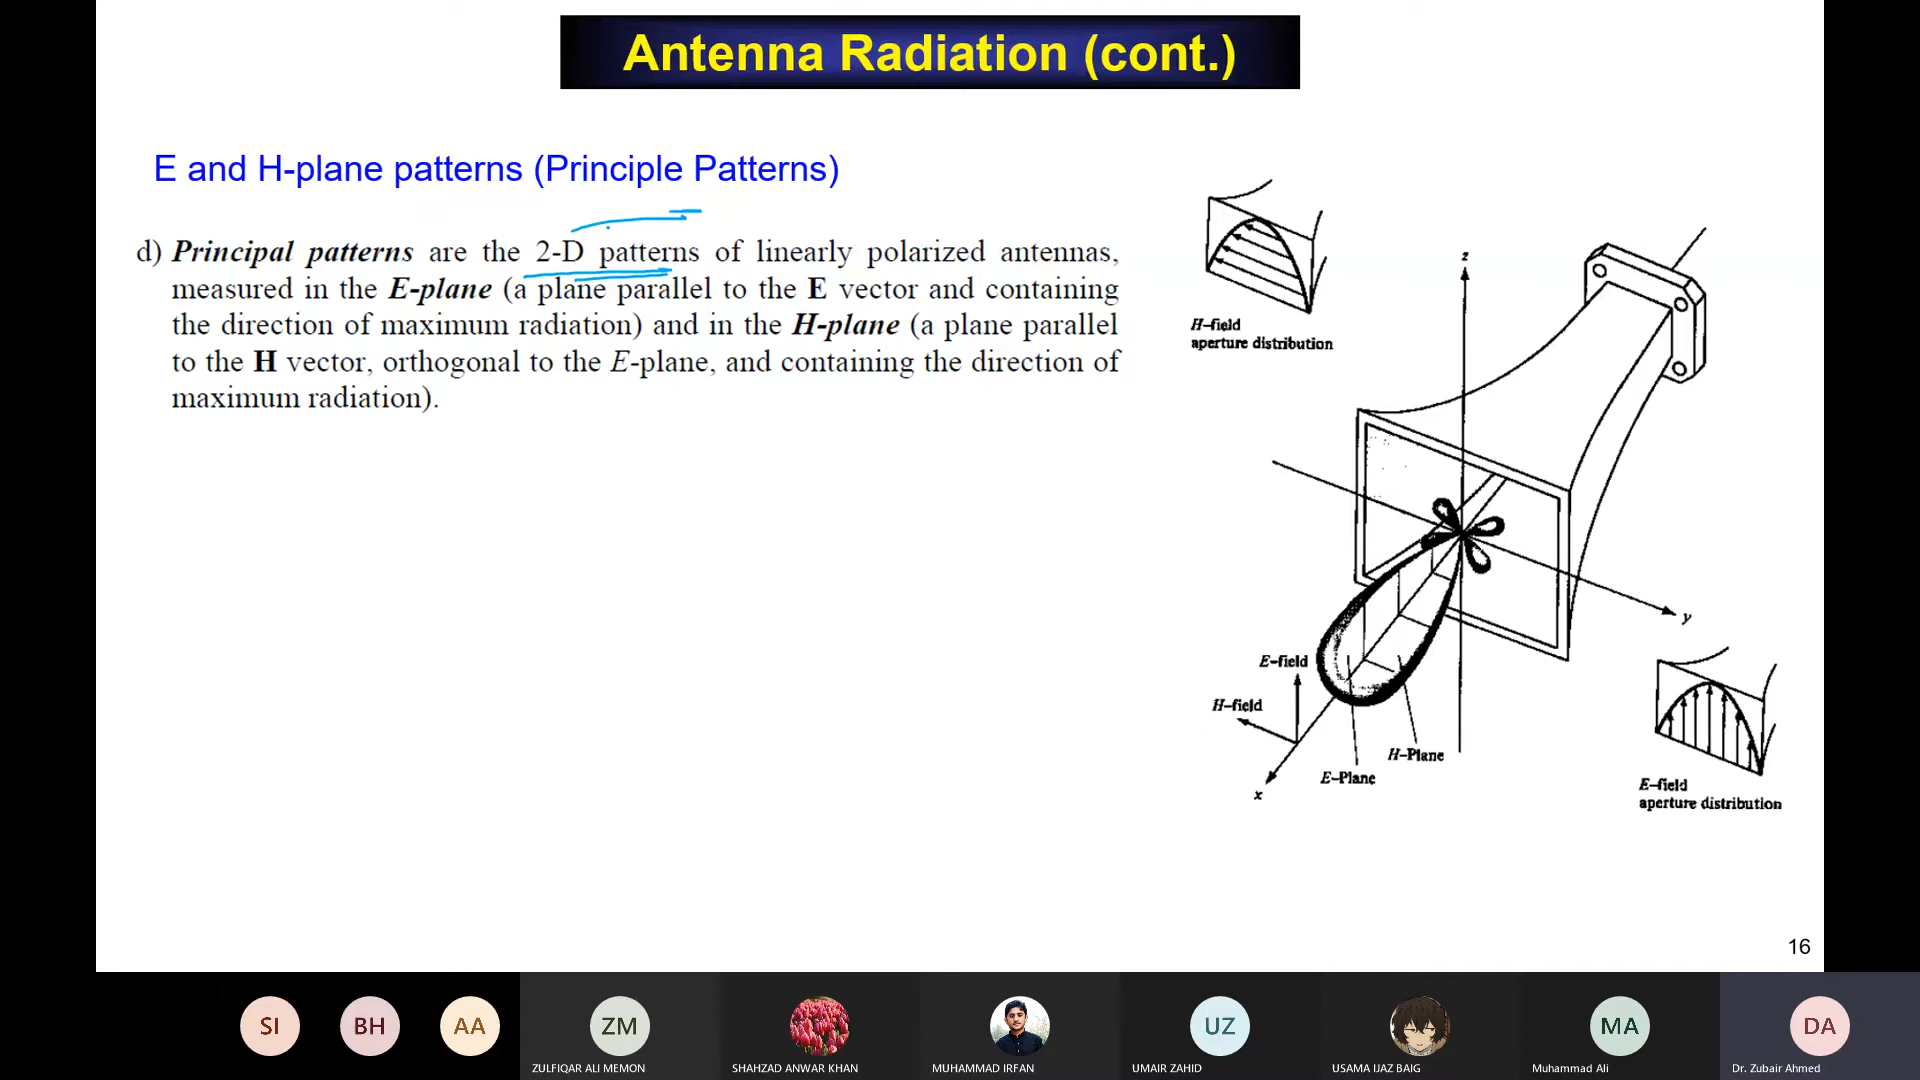 Antenna Radiation (cont.)
E and H-plane patterns (Principle Patterns)
d) Principal patterns are the 2-D patterns of linearly polarized antennas,
measured in the E-plane (a plane parallel to the E vector and containing
the direction of maximum radiation) and in the H-plane (a plane parallel
to the H vector, orthogonal to the E-plane, and containing the direction of
maximum radiation).
H-field
aperture distribution
z
y
E-field
H-field
H-Plane
E-Plane
x
E-field
aperture distribution
16
SI
BH
AA
ZM
UZ
MA
DA
ZULFIQAR ALI MEMON
SHAHZAD ANWAR KHAN
MUHAMMAD IRFAN
UMAIR ZAHID
USAMA IJAZ BAIG
Muhammad Ali
Dr. Zubair Ahmed